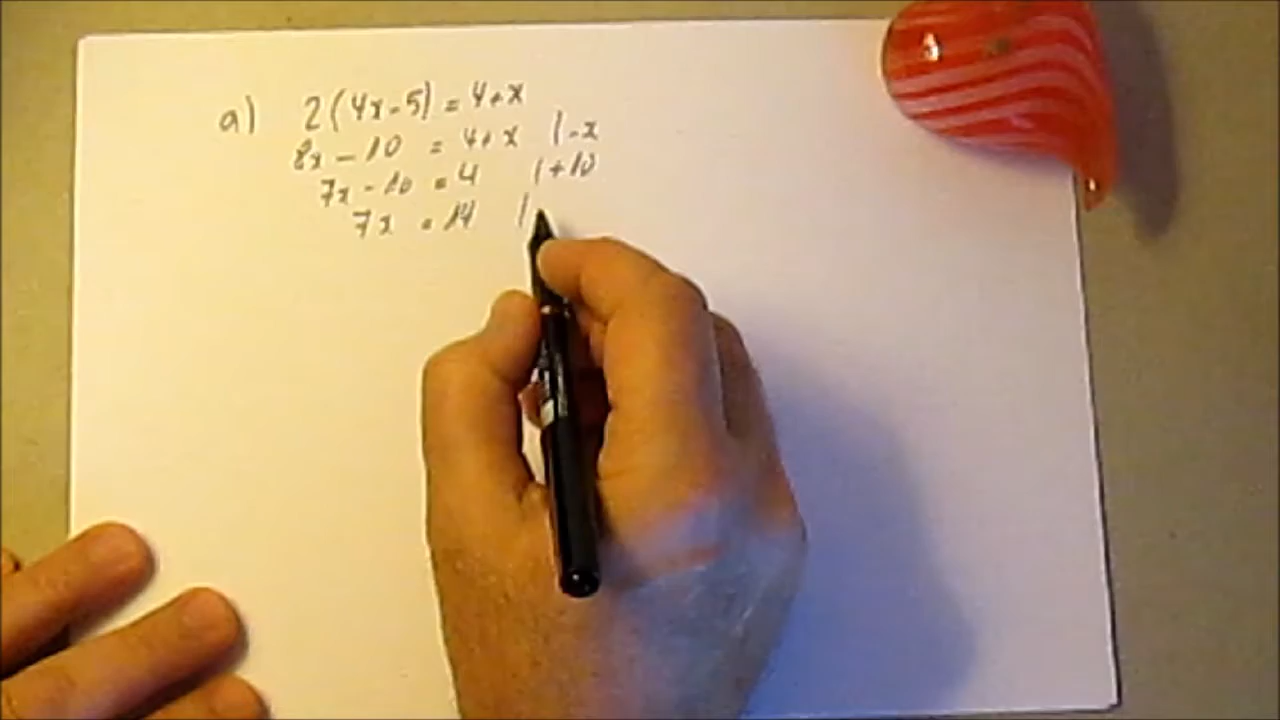 a) 2(4x-5) = 4+x
8x - 10 = 4+x |-x
7x - 10 = 4 |+10
7x = 14 |